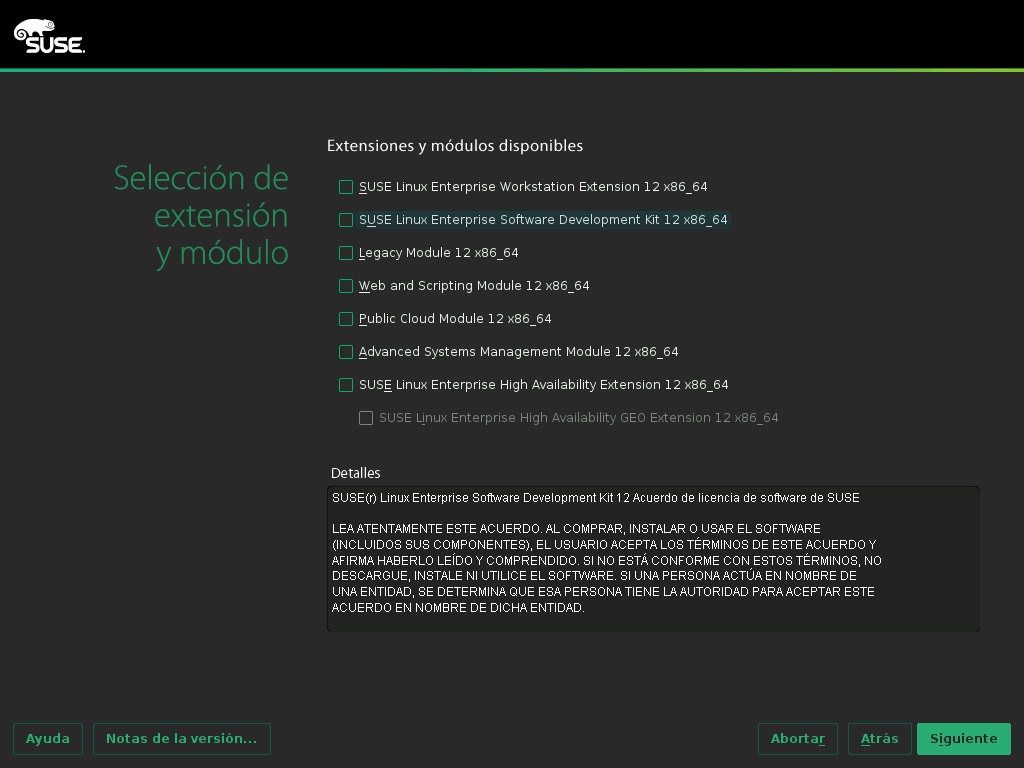 SUSE.
Selección de
extensión
y módulo
Extensiones y módulos disponibles
SUSE Linux Enterprise Workstation Extension 12 x86_64
SUSE Linux Enterprise Software Development Kit 12 x86_64
Legacy Module 12 x86_64
Web and Scripting Module 12 x86_64
Public Cloud Module 12 x86_64
Advanced Systems Management Module 12 x86_64
SUSE Linux Enterprise High Availability Extension 12 x86_64
SUSE Linux Enterprise High Availability GEO Extension 12 x86_64
Detalles
SUSE(r) Linux Enterprise Software Development Kit 12 Acuerdo de licencia de software de SUSE
LEA ATENTAMENTE ESTE ACUERDO. AL COMPRAR, INSTALAR O USAR EL SOFTWARE
(INCLUIDOS SUS COMPONENTES), EL USUARIO ACEPTA LOS TÉRMINOS DE ESTE ACUERDO Y
AFIRMA HABERLO LEÍDO Y COMPRENDIDO. SI NO ESTÁ CONFORME CON ESTOS TÉRMINOS, NO
DESCARGUE, INSTALE NI UTILICE EL SOFTWARE. SI UNA PERSONA ACTÚA EN NOMBRE DE
UNA ENTIDAD, SE DETERMINA QUE ESA PERSONA TIENE LA AUTORIDAD PARA ACEPTAR ESTE
ACUERDO EN NOMBRE DE DICHA ENTIDAD.
Ayuda
Notas de la versión...
Abortar
Atrás
Siguiente